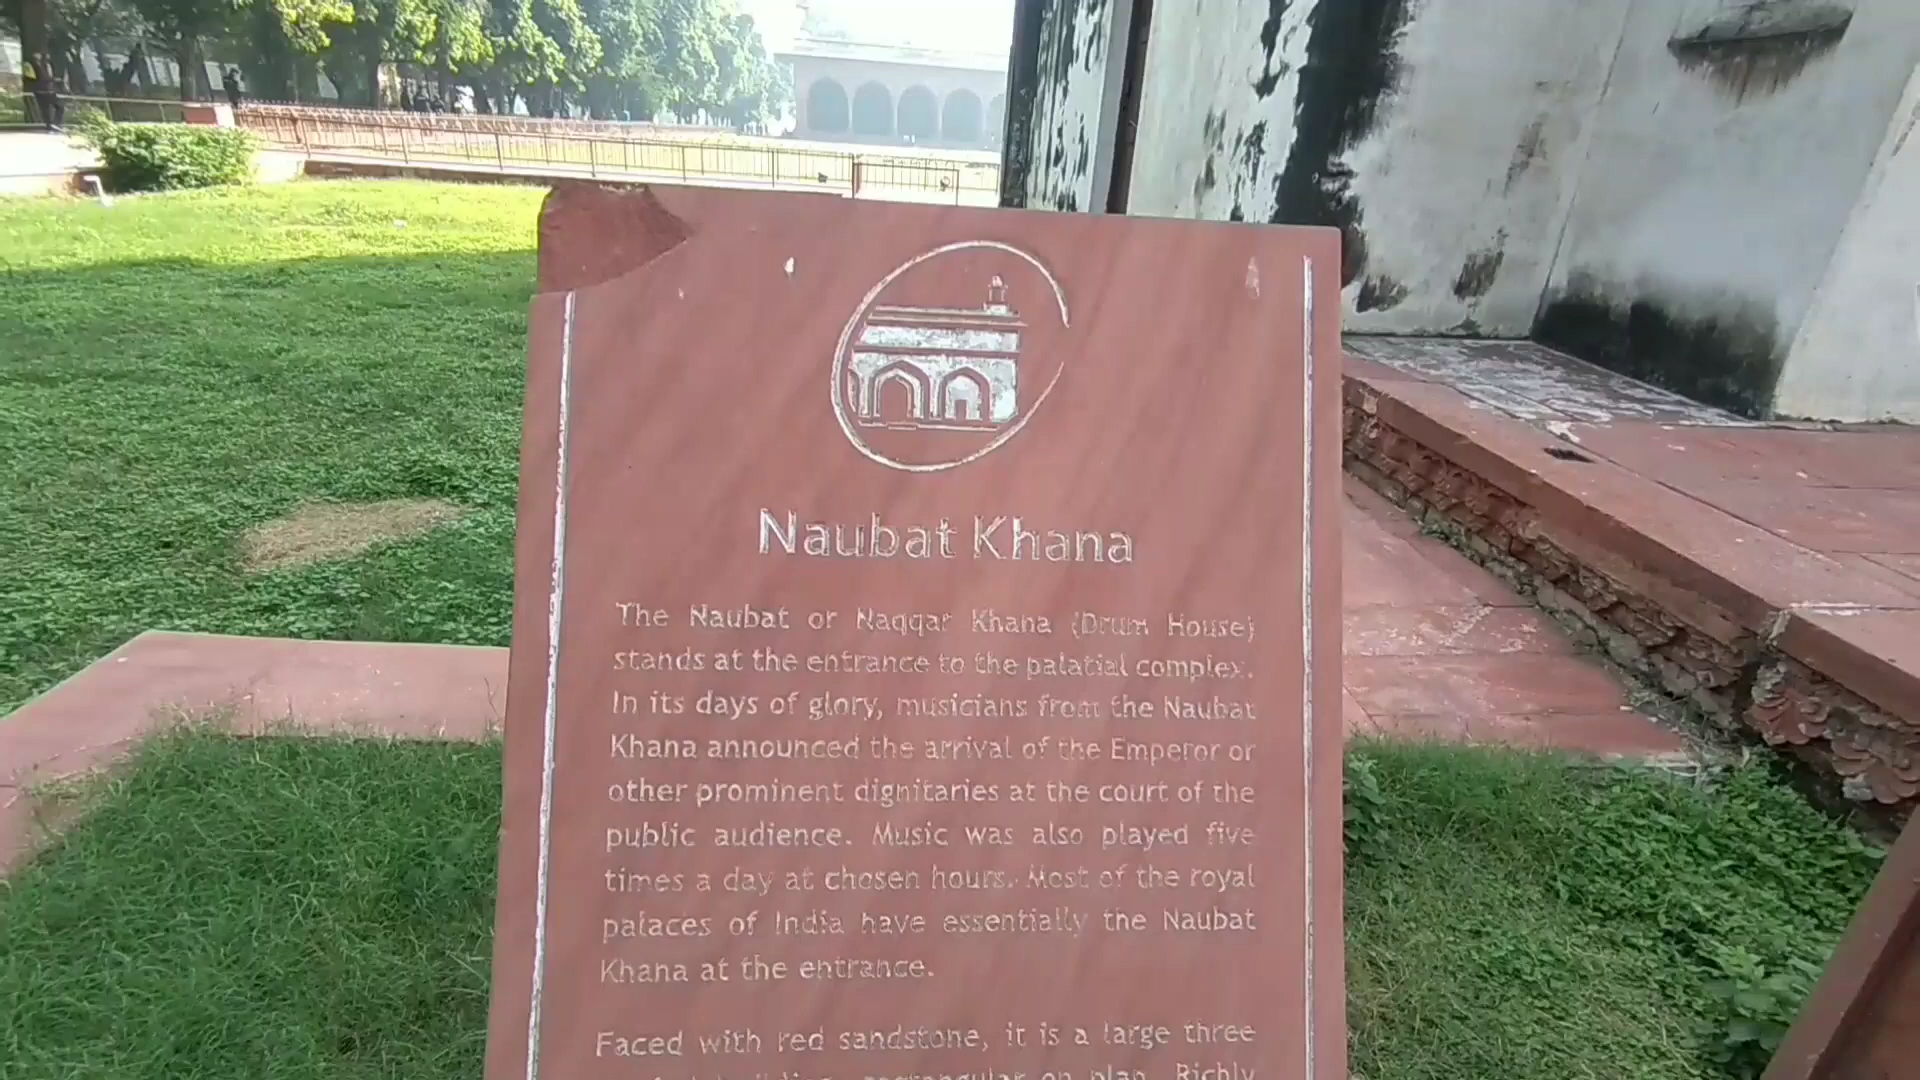 Naubat Khana
The Naubat or Naqqar Khana (Drum House)
stands at the entrance to the palatial complex.
In its days of glory, musicians from the Naubat
Khana announced the arrival of the Emperor or
other prominent dignitaries at the court of the
public audience. Music was also played five
times a day at chosen hours. Most of the royal
palaces of India have essentially the Naubat
Khana at the entrance.
Faced with red sandstone, it is a large three
rectangular on plan. Richly